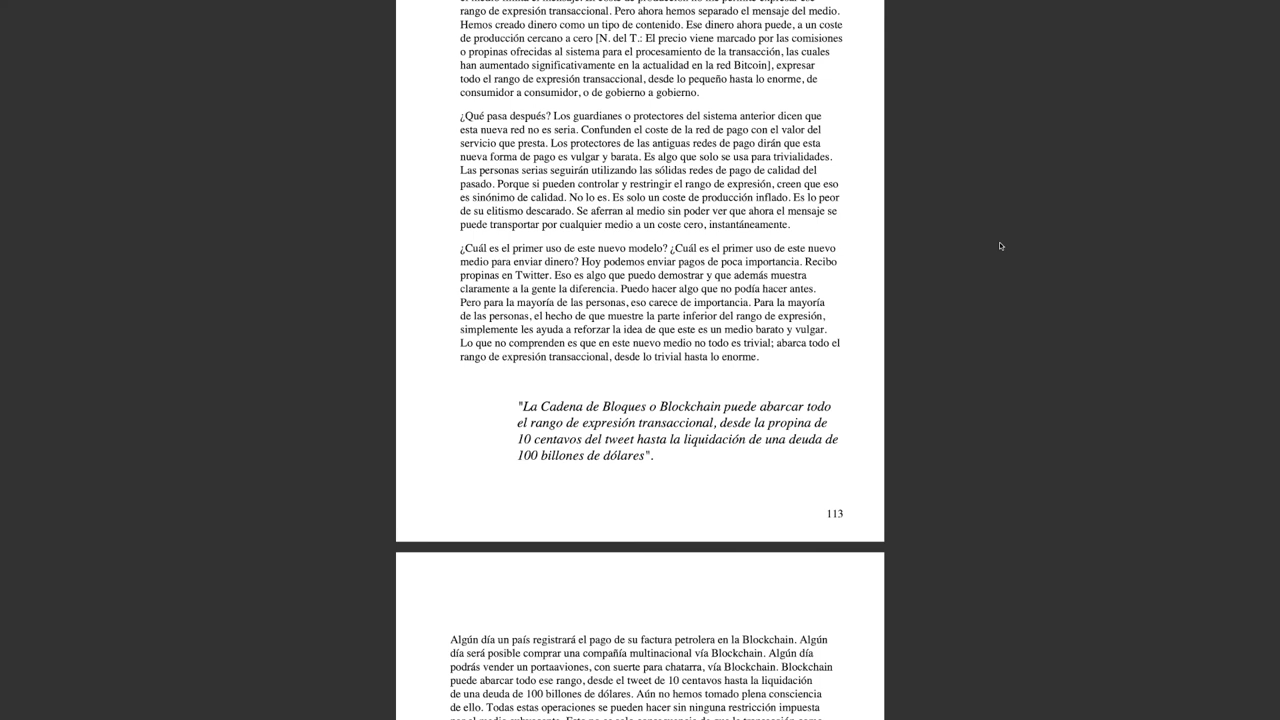 rango de expresión transaccional. Pero ahora hemos separado el mensaje del medio.
Hemos creado dinero como un tipo de contenido. Ese dinero ahora puede, a un coste
de producción cercano a cero [N. del T.: El precio viene marcado por las comisiones
o propinas ofrecidas al sistema para el procesamiento de la transacción, las cuales
han aumentado significativamente en la actualidad en la red Bitcoin], expresar
todo el rango de expresión transaccional, desde lo pequeño hasta lo enorme, de
consumidor a consumidor, o de gobierno a gobierno.
¿Qué pasa después? Los guardianes o protectores del sistema anterior dicen que
esta nueva red no es seria. Confunden el coste de la red de pago con el valor del
servicio que presta. Los protectores de las antiguas redes de pago dirán que esta
nueva forma de pago es vulgar y barata. Es algo que solo se usa para trivialidades.
Las personas serias seguirán utilizando las sólidas redes de pago de calidad del
pasado. Porque si pueden controlar y restringir el rango de expresión, creen que eso
es sinónimo de calidad. No lo es. Es solo un coste de producción inflado. Es lo peor
de su elitismo descarado. Se aferran al medio sin poder ver que ahora el mensaje se
puede transportar por cualquier medio a un coste cero, instantáneamente.
¿Cuál es el primer uso de este nuevo modelo? ¿Cuál es el primer uso de este nuevo
medio para enviar dinero? Hoy podemos enviar pagos de poca importancia. Recibo
propinas en Twitter. Eso es algo que puedo demostrar y que además muestra
claramente a la gente la diferencia. Puedo hacer algo que no podía hacer antes.
Pero para la mayoría de las personas, eso carece de importancia. Para la mayoría
de las personas, el hecho de que muestre la parte inferior del rango de expresión,
simplemente les ayuda a reforzar la idea de que este es un medio barato y vulgar.
Lo que no comprenden es que en este nuevo medio no todo es trivial; abarca todo el
rango de expresión transaccional, desde lo trivial hasta lo enorme.
"La Cadena de Bloques o Blockchain puede abarcar todo
el rango de expresión transaccional, desde la propina de
10 centavos del tweet hasta la liquidación de una deuda de
100 billones de dólares".
113
Algún día un país registrará el pago de su factura petrolera en la Blockchain. Algún
día será posible comprar una compañía multinacional vía Blockchain. Algún día
podrás vender un portaaviones, con suerte para chatarra, vía Blockchain. Blockchain
puede abarcar todo ese rango, desde el tweet de 10 centavos hasta la liquidación
de una deuda de 100 billones de dólares. Aún no hemos tomado plena consciencia
de ello. Todas estas operaciones se pueden hacer sin ninguna restricción impuesta